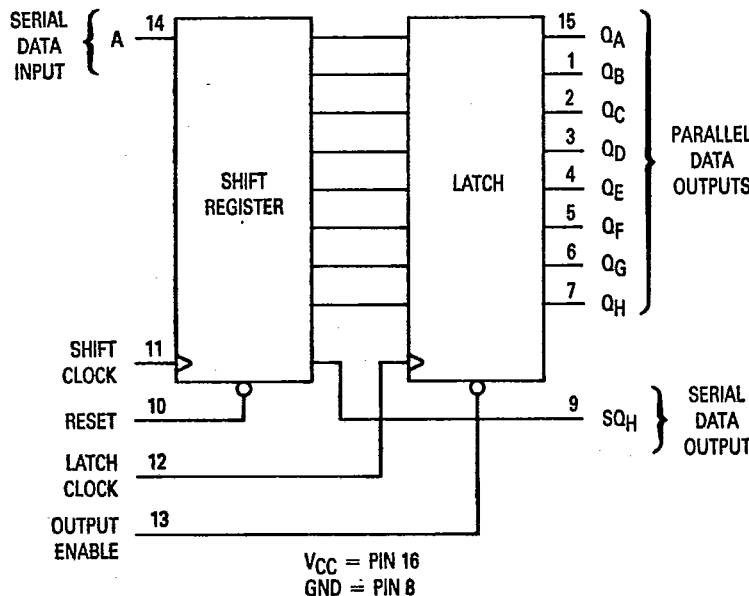 SERIAL
DATA
INPUT
A
14
SHIFT
REGISTER
LATCH
15
QA
1
QB
2
QC
3
QD
4
QE
5
QF
6
QG
7
QH
PARALLEL
DATA
OUTPUTS
SHIFT
CLOCK
11
RESET
10
LATCH
CLOCK
12
OUTPUT
ENABLE
13
9
SQH
SERIAL
DATA
OUTPUT
VCC = PIN 16
GND = PIN 8